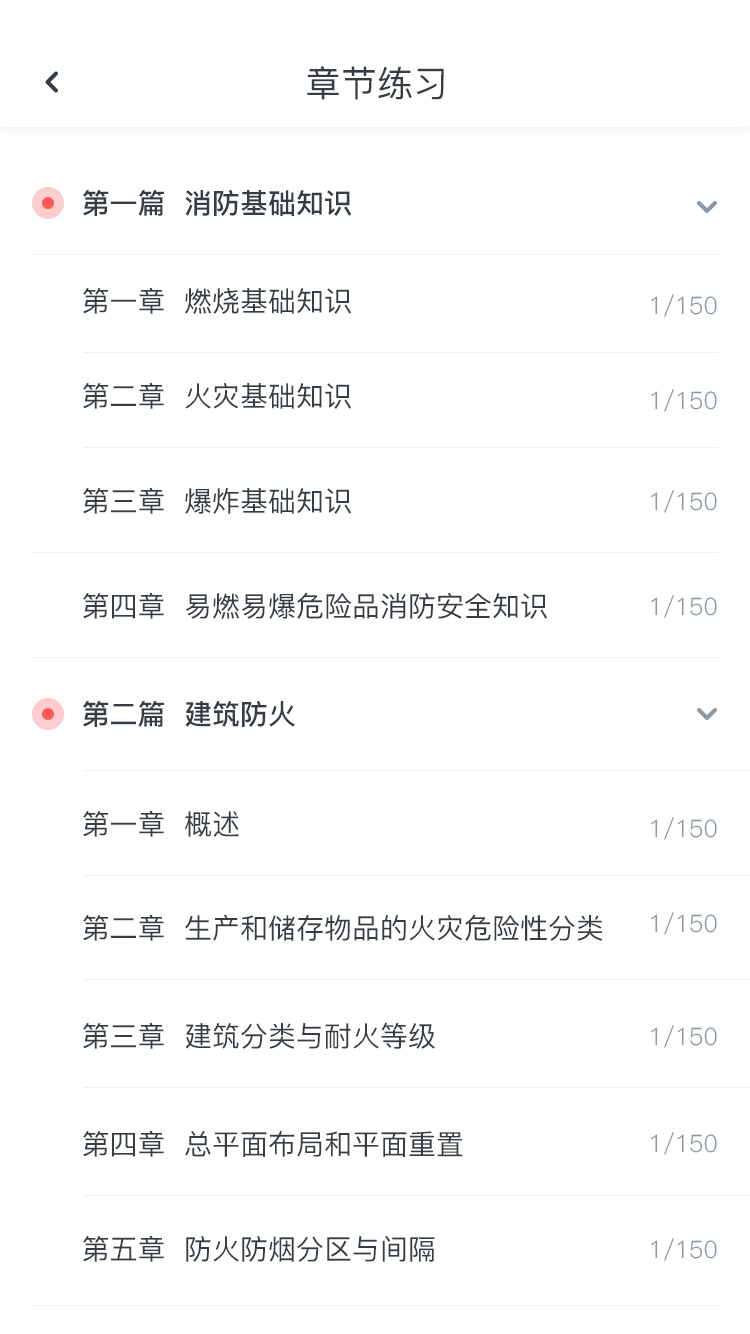 章节练习
第一篇 消防基础知识
第一章 燃烧基础知识 1/150
第二章 火灾基础知识 1/150
第三章 爆炸基础知识 1/150
第四章 易燃易爆危险品消防安全知识 1/150
第二篇 建筑防火
第一章 概述 1/150
第二章 生产和储存物品的火灾危险性分类 1/150
第三章 建筑分类与耐火等级 1/150
第四章 总平面布局和平面重置 1/150
第五章 防火防烟分区与间隔 1/150